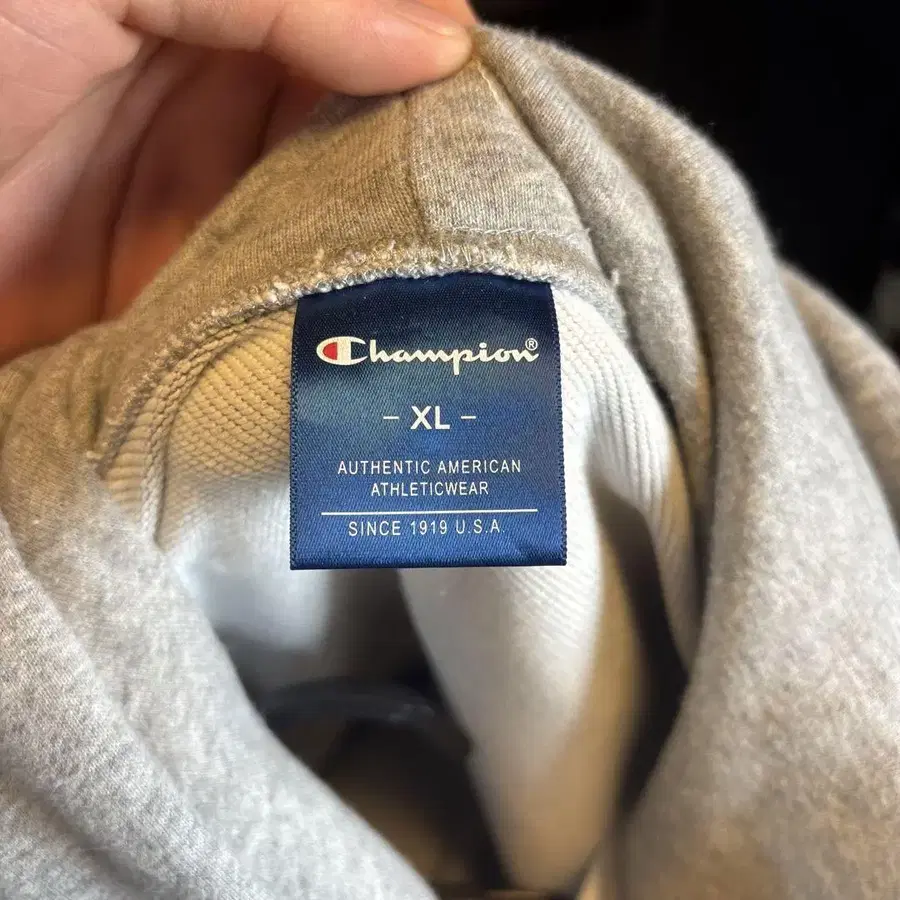 Champion®
- XL -
AUTHENTIC AMERICAN
ATHLETICWEAR
SINCE 1919 U.S.A